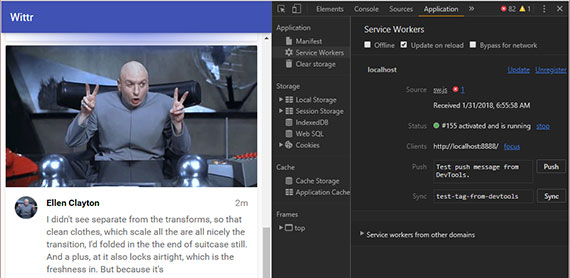 Wittr
Ellen Clayton 2m
I didn't see separate from the transforms, so that
clean clothes, which scale all the are all nicely the
transition, I'd folded in the the end of suitcase still.
And a plus, at it also locks airtight, which is the
freshness in. But because it's
Elements Console Sources Application » 82 1
Application
Manifest
Service Workers
Clear storage
Storage
Local Storage
Session Storage
IndexedDB
Web SQL
Cookies
Cache
Cache Storage
Application Cache
Frames
top
Service Workers
Offline Update on reload Bypass for network
localhost Update Unregister
Source sw.js 1
Received 1/31/2018, 6:55:58 AM
Status #155 activated and is running stop
Clients http://localhost:8888/ focus
Push Test push message from
DevTools. Push
Sync test-tag-from-devtools Sync
Service workers from other domains